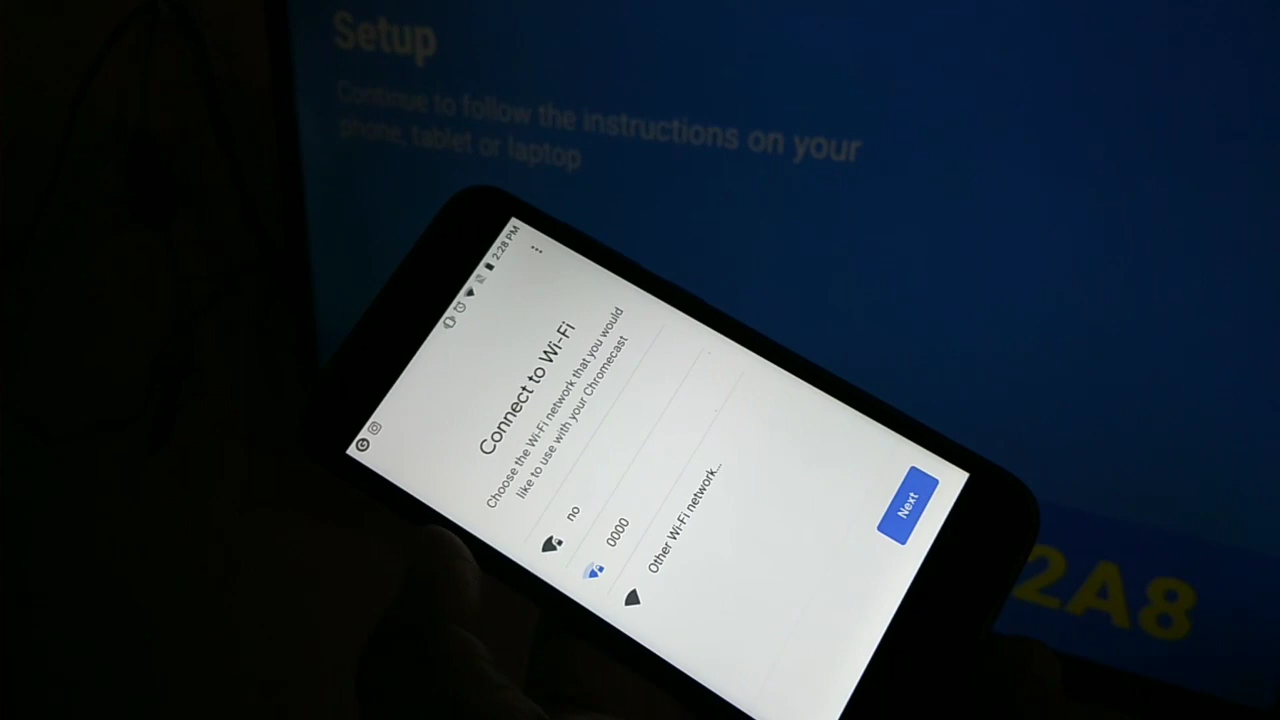 Setup
Continue to follow the instructions on your
phone, tablet or laptop
2:28 PM
Connect to Wi-Fi
Choose the Wi-Fi network that you would
like to use with your Chromecast
no
0000
Other Wi-Fi network...
Next
2A8